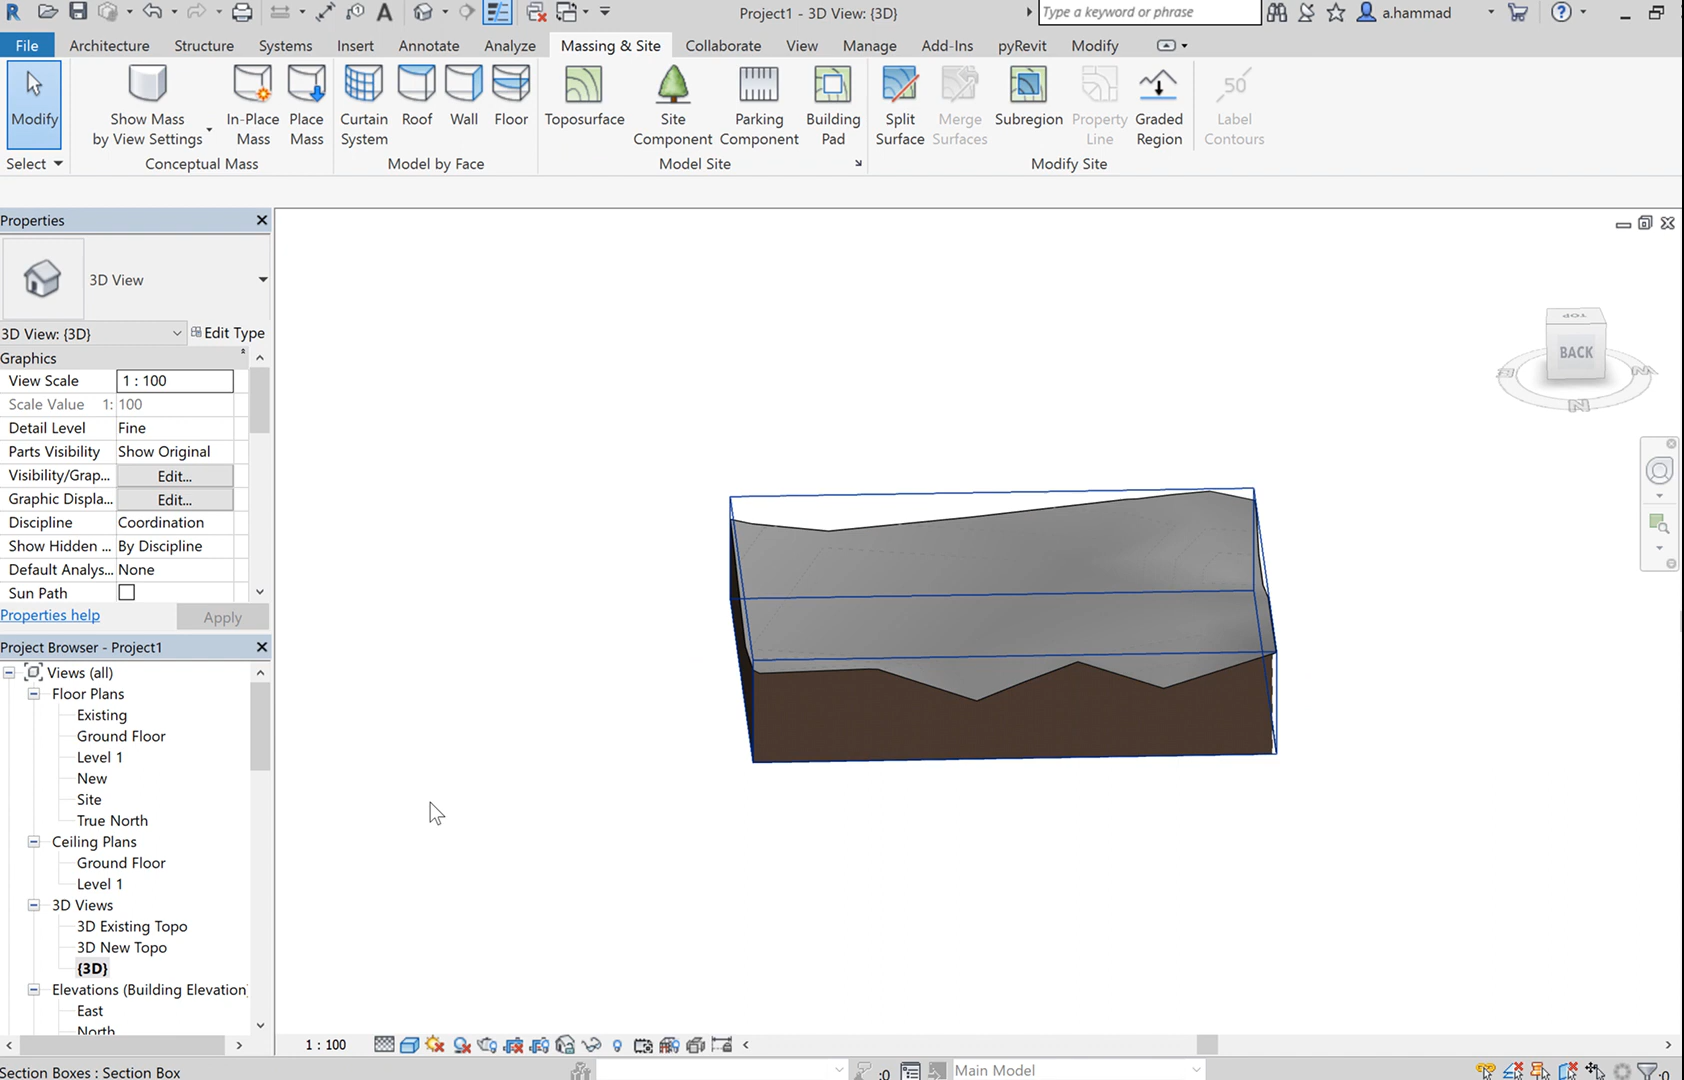 Project1 - 3D View: {3D}
Type a keyword or phrase
a.hammad
File Architecture Structure Systems Insert Annotate Analyze Massing & Site Collaborate View Manage Add-Ins pyRevit Modify
Modify
Show Mass by View Settings
In-Place Mass
Place Mass
Curtain System
Roof
Wall
Floor
Toposurface
Site Component
Parking Component
Building Pad
Split Surface
Merge Surfaces
Subregion
Property Line
Graded Region
50
Label Contours
Select
Conceptual Mass
Model by Face
Model Site
Modify Site
Properties
3D View
3D View: {3D} Edit Type
Graphics
View Scale 1 : 100
Scale Value 1: 100
Detail Level Fine
Parts Visibility Show Original
Visibility/Grap... Edit...
Graphic Displa... Edit...
Discipline Coordination
Show Hidden ... By Discipline
Default Analys... None
Sun Path
Properties help Apply
TOP
BACK
N
Project Browser - Project1
Views (all)
Floor Plans
Existing
Ground Floor
Level 1
New
Site
True North
Ceiling Plans
Ground Floor
Level 1
3D Views
3D Existing Topo
3D New Topo
{3D}
Elevations (Building Elevation)
East
North
1 : 100
Section Boxes : Section Box
:0
Main Model
:0